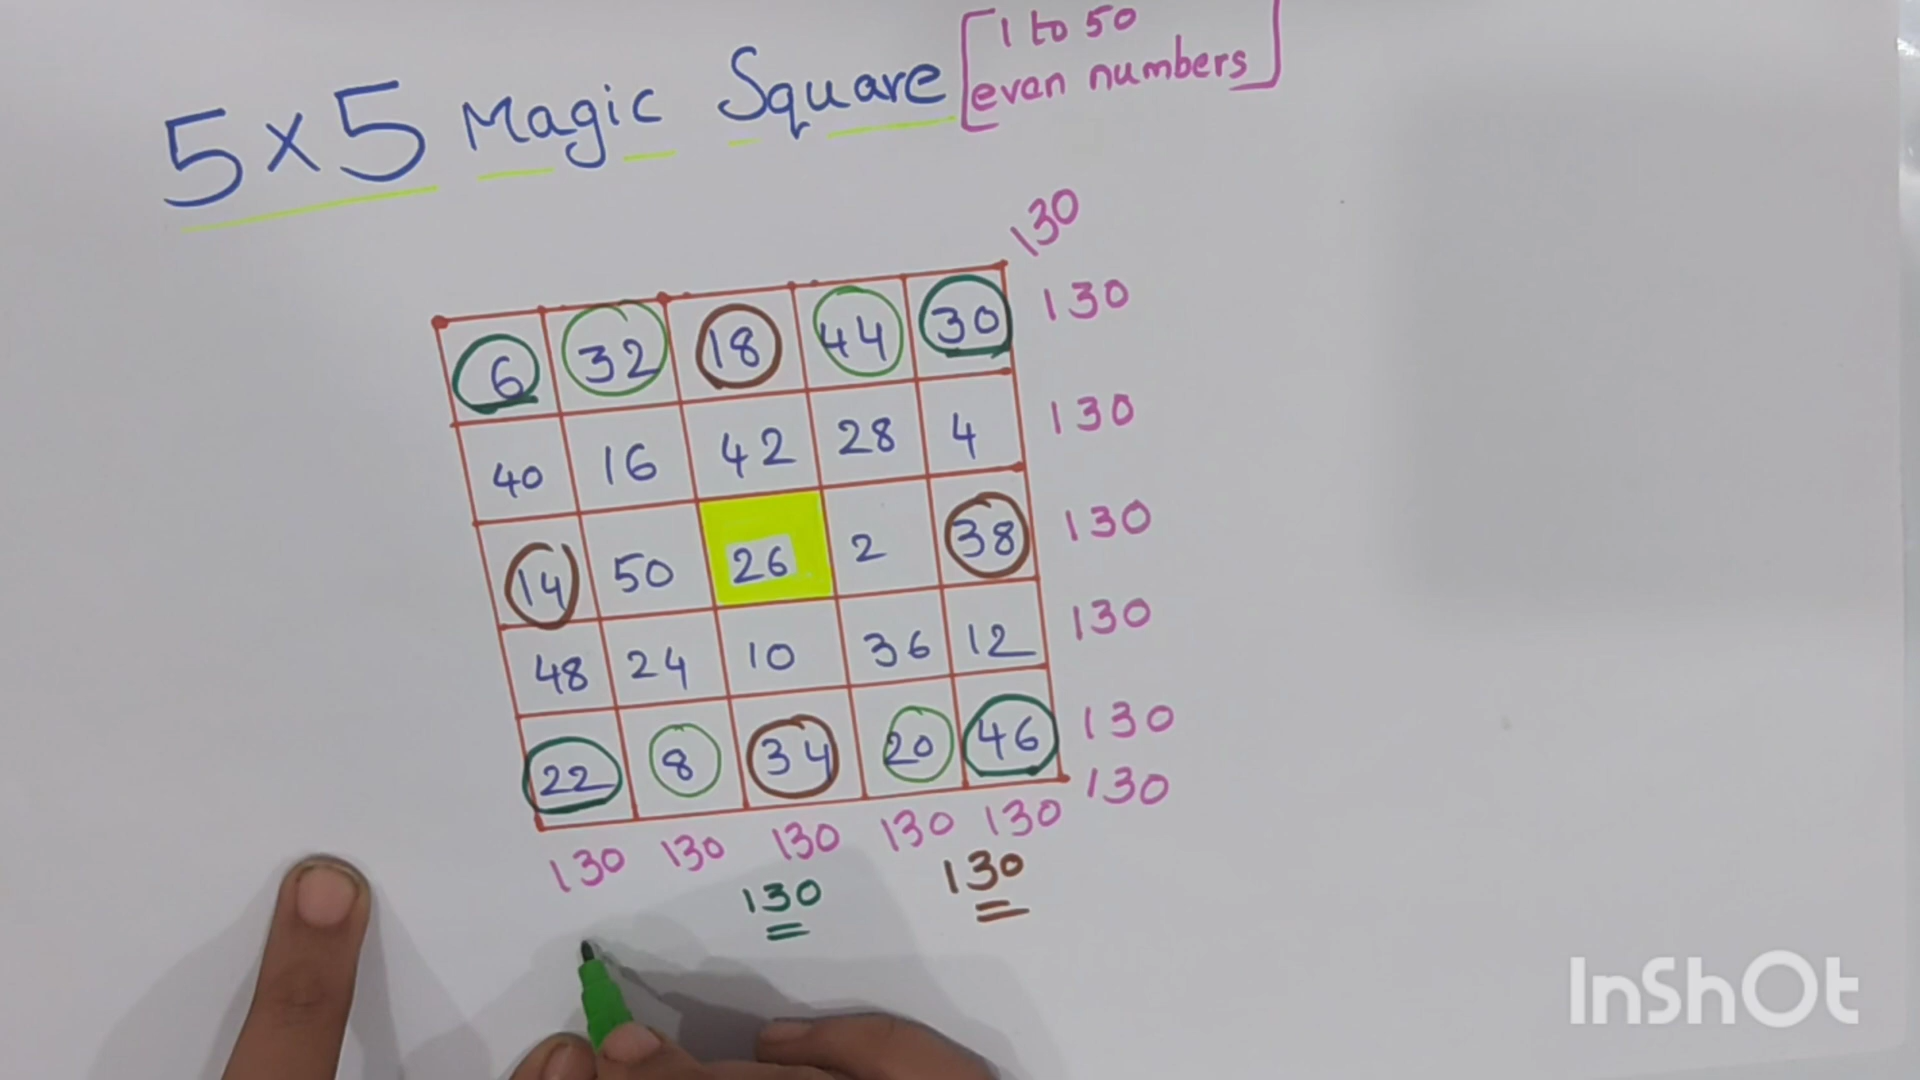 5×5 Magic Square [1 to 50
even numbers]
130
6 32 18 44 30 130
40 16 42 28 4 130
14 50 26 2 38 130
48 24 10 36 12 130
22 8 34 20 46 130
130 130 130 130 130 130
130 130
InShOt